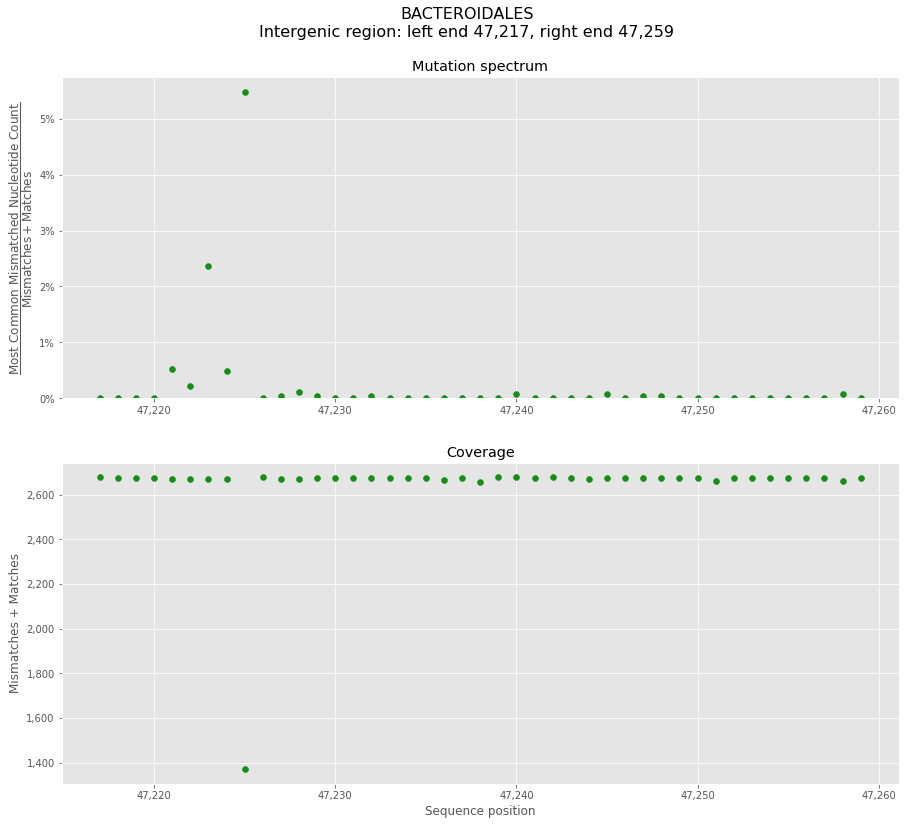 BACTEROIDALES
Intergenic region: left end 47,217, right end 47,259
Mutation spectrum
Most Common Mismatched Nucleotide Count
Mismatches + Matches
5%
4%
3%
2%
1%
0%
47,220
47,230
47,240
47,250
47,260
Coverage
Mismatches + Matches
2,600
2,400
2,200
2,000
1,800
1,600
1,400
47,220
47,230
47,240
47,250
47,260
Sequence position